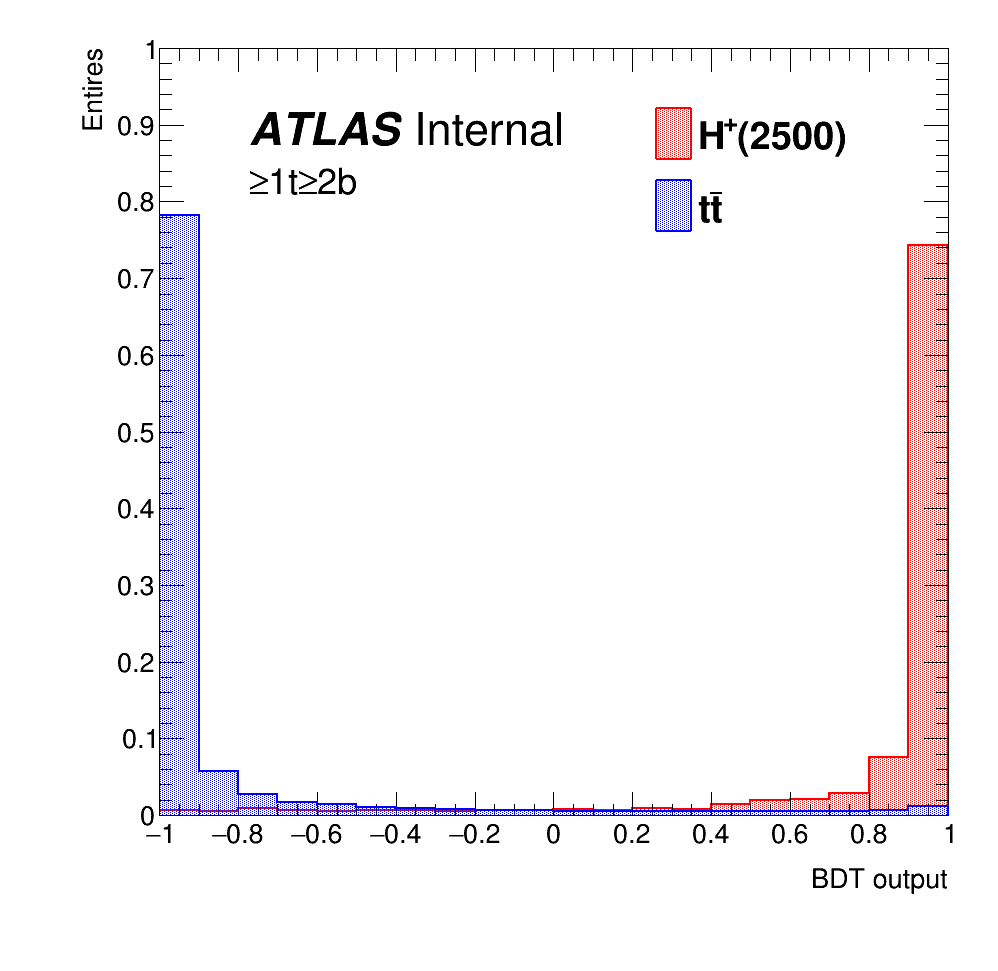 Entires
1
0.9
0.8
0.7
0.6
0.5
0.4
0.3
0.2
0.1
0
ATLAS Internal
≥1t≥2b
H⁺(2500)
tt̄
−1 −0.8 −0.6 −0.4 −0.2 0 0.2 0.4 0.6 0.8 1
BDT output